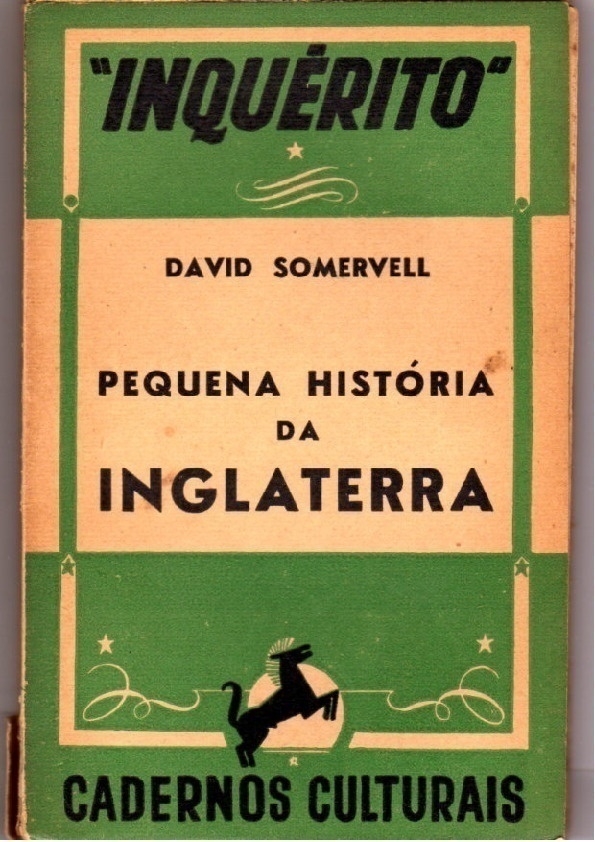 "INQUÉRITO"
DAVID SOMERVELL
PEQUENA HISTÓRIA
DA
INGLATERRA
CADERNOS CULTURAIS